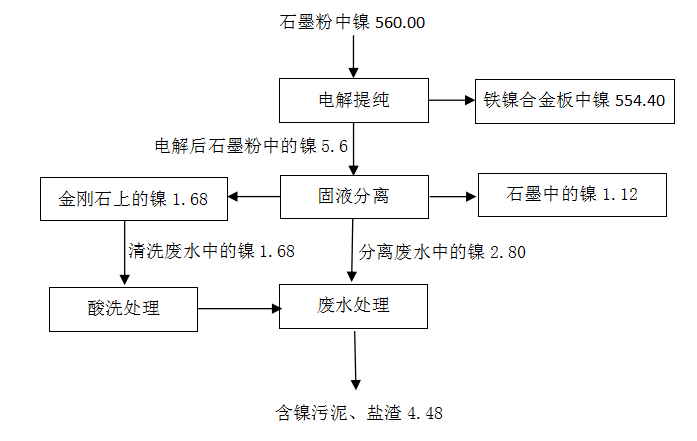 石墨粉中镍 560.00
电解提纯
铁镍合金板中镍 554.40
电解后石墨粉中的镍 5.6
金刚石上的镍 1.68
固液分离
石墨中的镍 1.12
清洗废水中的镍 1.68
分离废水中的镍 2.80
酸洗处理
废水处理
含镍污泥、盐渣 4.48